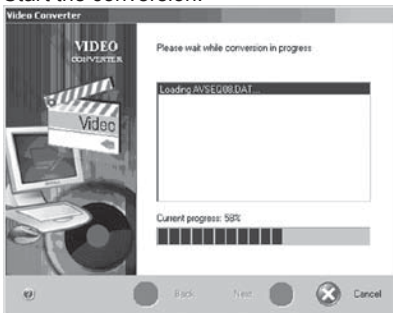 Start the conversion.
Video Converter
VIDEO
CONVERTER
Please wait while conversion in progress
Video
Loading AVSEQ08.DAT...
Current progress: 58%
Back
Next
Cancel